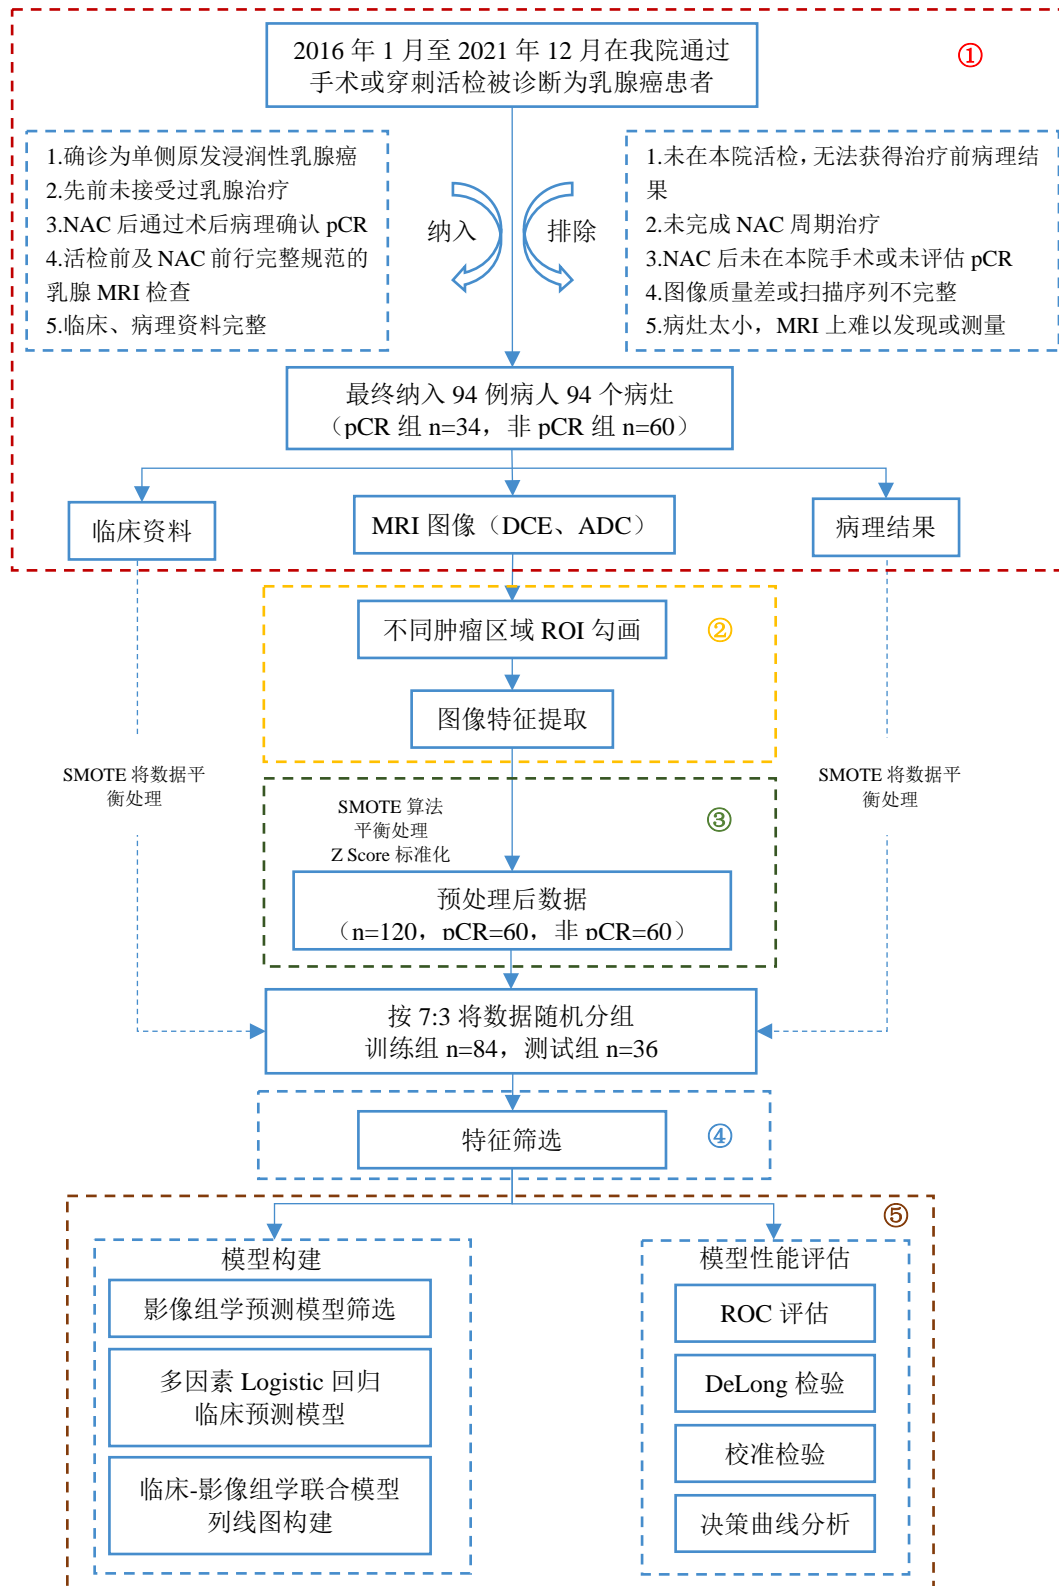 2016 年 1 月至 2021 年 12 月在我院通过
手术或穿刺活检被诊断为乳腺癌患者
①
1.确诊为单侧原发浸润性乳腺癌
2.先前未接受过乳腺治疗
3.NAC 后通过术后病理确认 pCR
4.活检前及 NAC 前行完整规范的
乳腺 MRI 检查
5.临床、病理资料完整
纳入
排除
1.未在本院活检，无法获得治疗前病理结
果
2.未完成 NAC 周期治疗
3.NAC 后未在本院手术或未评估 pCR
4.图像质量差或扫描序列不完整
5.病灶太小，MRI 上难以发现或测量
最终纳入 94 例病人 94 个病灶
（pCR 组 n=34，非 pCR 组 n=60）
临床资料
MRI 图像（DCE、ADC）
病理结果
不同肿瘤区域 ROI 勾画
②
图像特征提取
SMOTE 将数据平
衡处理
SMOTE 将数据平
衡处理
SMOTE 算法
平衡处理
Z Score 标准化
③
预处理后数据
（n=120，pCR=60，非 pCR=60）
按 7:3 将数据随机分组
训练组 n=84，测试组 n=36
特征筛选
④
⑤
模型构建
影像组学预测模型筛选
多因素 Logistic 回归
临床预测模型
临床-影像组学联合模型
列线图构建
模型性能评估
ROC 评估
DeLong 检验
校准检验
决策曲线分析